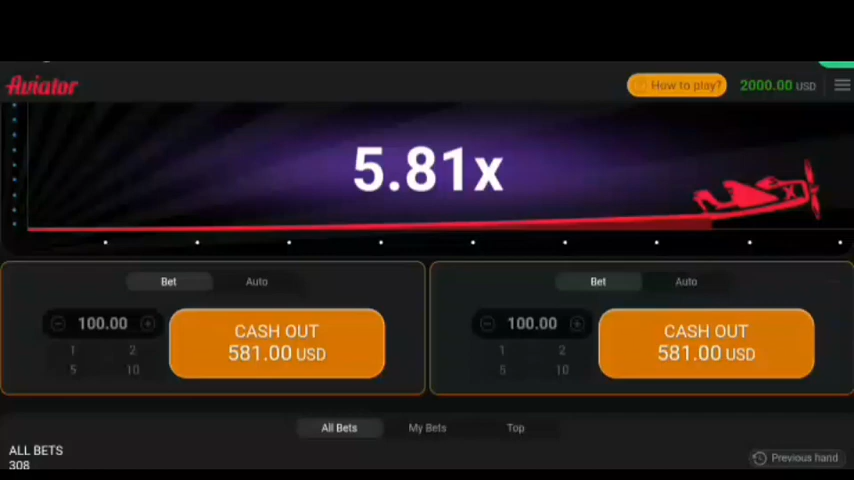 Aviator
How to play?
2000.00 USD
5.81x
Bet
Auto
100.00
1
2
5
10
CASH OUT
581.00 USD
Bet
Auto
100.00
1
2
5
10
CASH OUT
581.00 USD
All Bets
My Bets
Top
ALL BETS
308
Previous hand